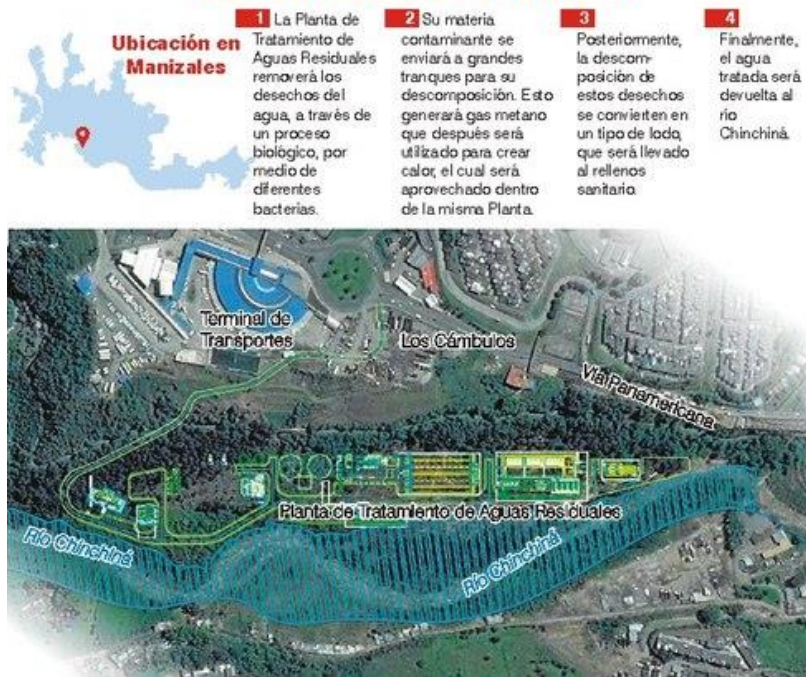 Ubicación en
Manizales
1 La Planta de
Tratamiento de
Aguas Residuales
removerá los
desechos del
agua, a través de
un proceso
biológico, por
medio de
diferentes
bacterias.
2 Su materia
contaminante se
enviará a grandes
tranques para su
descomposición. Esto
generará gas metano
que después será
utilizado para crear
calor, el cual será
aprovechado dentro
de la misma Planta.
3
Posteriormente,
la descom-
posición de
estos desechos
se convierten en
un tipo de lodo,
que será llevado
al rellenos
sanitario.
4
Finalmente,
el agua
tratada será
devuelta al
río
Chinchiná.
Terminal de
Transportes
Los Cámbulos
Vía Panamericana
Planta de Tratamiento de Aguas Residuales
Río Chinchiná
Río Chinchiná